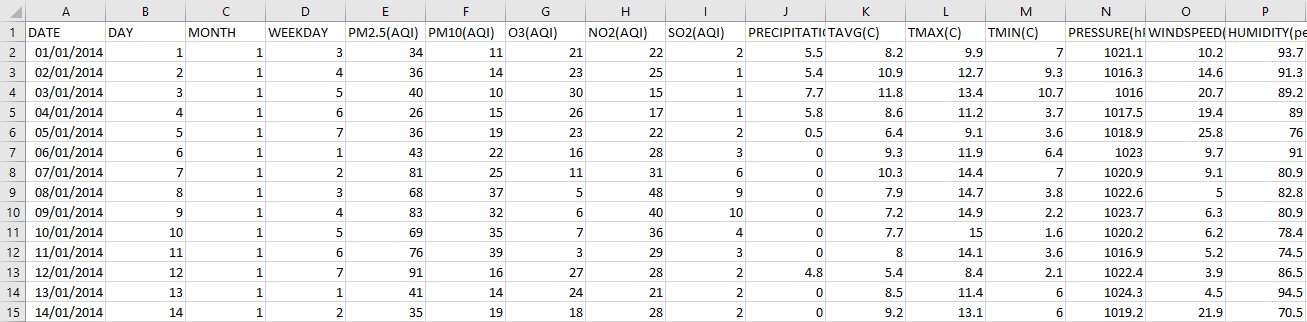 A B C D E F G H I J K L M N O P
1 DATE DAY MONTH WEEKDAY PM2.5(AQI) PM10(AQI) O3(AQI) NO2(AQI) SO2(AQI) PRECIPITATIO TAVG(C) TMAX(C) TMIN(C) PRESSURE(hP WINDSPEED( HUMIDITY(pe
2 01/01/2014 1 1 3 34 11 21 22 2 5.5 8.2 9.9 7 1021.1 10.2 93.7
3 02/01/2014 2 1 4 36 14 23 25 1 5.4 10.9 12.7 9.3 1016.3 14.6 91.3
4 03/01/2014 3 1 5 40 10 30 15 1 7.7 11.8 13.4 10.7 1016 20.7 89.2
5 04/01/2014 4 1 6 26 15 26 17 1 5.8 8.6 11.2 3.7 1017.5 19.4 89
6 05/01/2014 5 1 7 36 19 23 22 2 0.5 6.4 9.1 3.6 1018.9 25.8 76
7 06/01/2014 6 1 1 43 22 16 28 3 0 9.3 11.9 6.4 1023 9.7 91
8 07/01/2014 7 1 2 81 25 11 31 6 0 10.3 14.4 7 1020.9 9.1 80.9
9 08/01/2014 8 1 3 68 37 5 48 9 0 7.9 14.7 3.8 1022.6 5 82.8
10 09/01/2014 9 1 4 83 32 6 40 10 0 7.2 14.9 2.2 1023.7 6.3 80.9
11 10/01/2014 10 1 5 69 35 7 36 4 0 7.7 15 1.6 1020.2 6.2 78.4
12 11/01/2014 11 1 6 76 39 3 29 3 0 8 14.1 3.6 1016.9 5.2 74.5
13 12/01/2014 12 1 7 91 16 27 28 2 4.8 5.4 8.4 2.1 1022.4 3.9 86.5
14 13/01/2014 13 1 1 41 14 24 21 2 0 8.5 11.4 6 1024.3 4.5 94.5
15 14/01/2014 14 1 2 35 19 18 28 2 0 9.2 13.1 6 1019.2 21.9 70.5